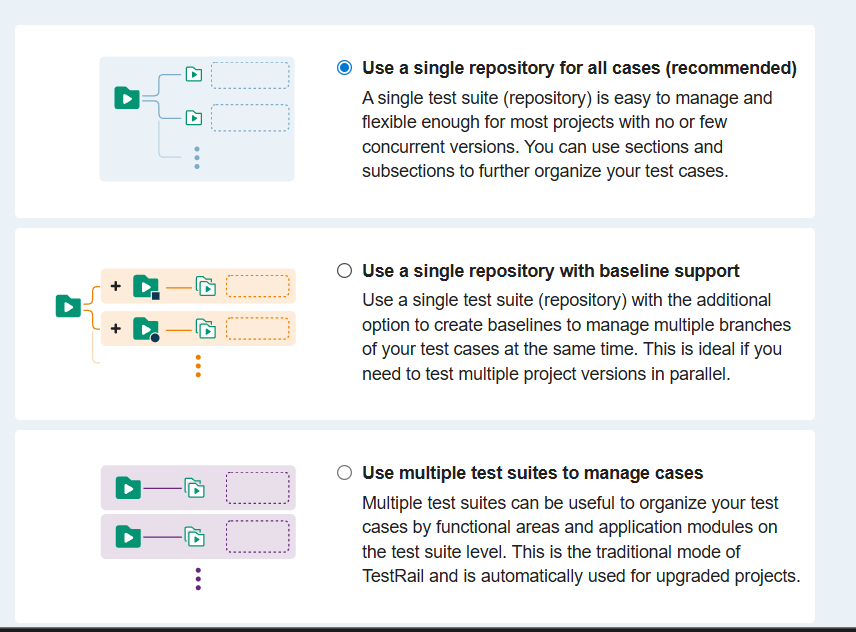 Use a single repository for all cases (recommended)
A single test suite (repository) is easy to manage and
flexible enough for most projects with no or few
concurrent versions. You can use sections and
subsections to further organize your test cases.
Use a single repository with baseline support
Use a single test suite (repository) with the additional
option to create baselines to manage multiple branches
of your test cases at the same time. This is ideal if you
need to test multiple project versions in parallel.
Use multiple test suites to manage cases
Multiple test suites can be useful to organize your test
cases by functional areas and application modules on
the test suite level. This is the traditional mode of
TestRail and is automatically used for upgraded projects.